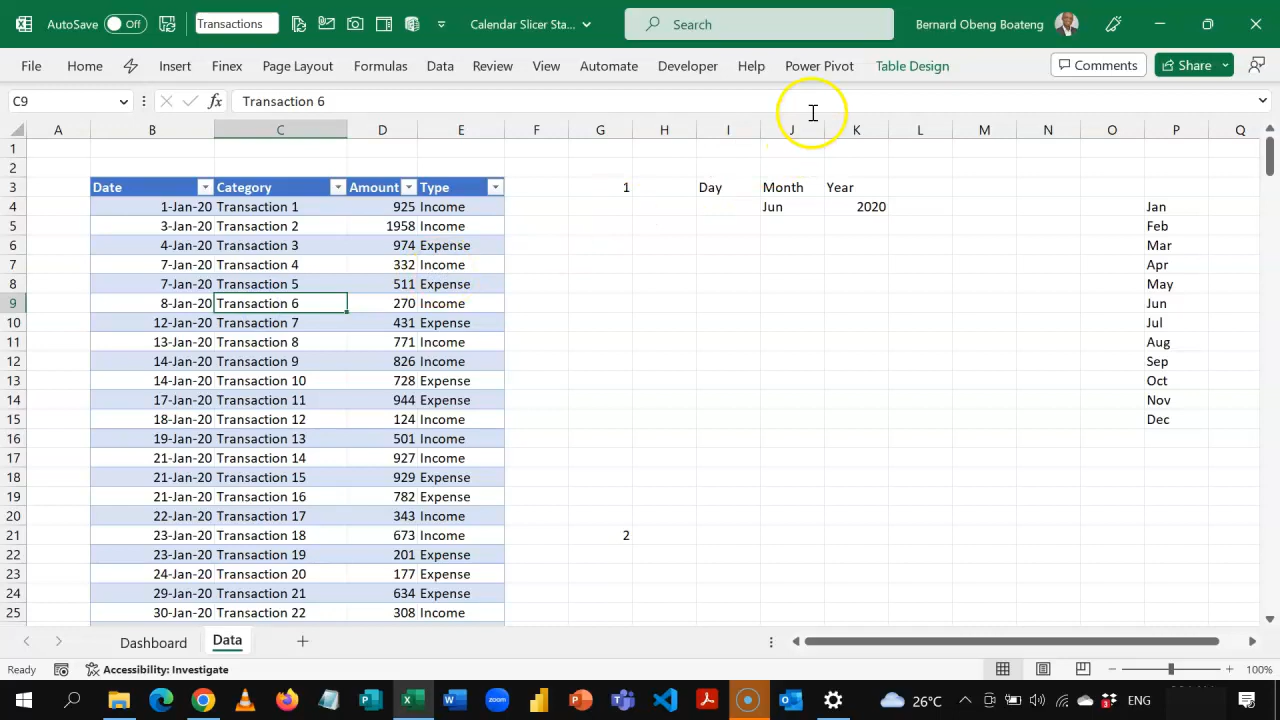 AutoSave Off Transactions Calendar Slicer Sta... Search Bernard Obeng Boateng
File Home Insert Finex Page Layout Formulas Data Review View Automate Developer Help Power Pivot Table Design Comments Share
C9 fx Transaction 6
A B C D E F G H I J K L M N O P Q
1
2
3 Date Category Amount Type 1 Day Month Year
4 1-Jan-20 Transaction 1 925 Income Jun 2020 Jan
5 3-Jan-20 Transaction 2 1958 Income Feb
6 4-Jan-20 Transaction 3 974 Expense Mar
7 7-Jan-20 Transaction 4 332 Income Apr
8 7-Jan-20 Transaction 5 511 Expense May
9 8-Jan-20 Transaction 6 270 Income Jun
10 12-Jan-20 Transaction 7 431 Expense Jul
11 13-Jan-20 Transaction 8 771 Income Aug
12 14-Jan-20 Transaction 9 826 Income Sep
13 14-Jan-20 Transaction 10 728 Expense Oct
14 17-Jan-20 Transaction 11 944 Expense Nov
15 18-Jan-20 Transaction 12 124 Income Dec
16 19-Jan-20 Transaction 13 501 Income
17 21-Jan-20 Transaction 14 927 Income
18 21-Jan-20 Transaction 15 929 Expense
19 21-Jan-20 Transaction 16 782 Expense
20 22-Jan-20 Transaction 17 343 Income
21 23-Jan-20 Transaction 18 673 Income 2
22 23-Jan-20 Transaction 19 201 Expense
23 24-Jan-20 Transaction 20 177 Expense
24 29-Jan-20 Transaction 21 634 Expense
25 30-Jan-20 Transaction 22 308 Income
Dashboard Data
Ready Accessibility: Investigate 100%
26°C ENG